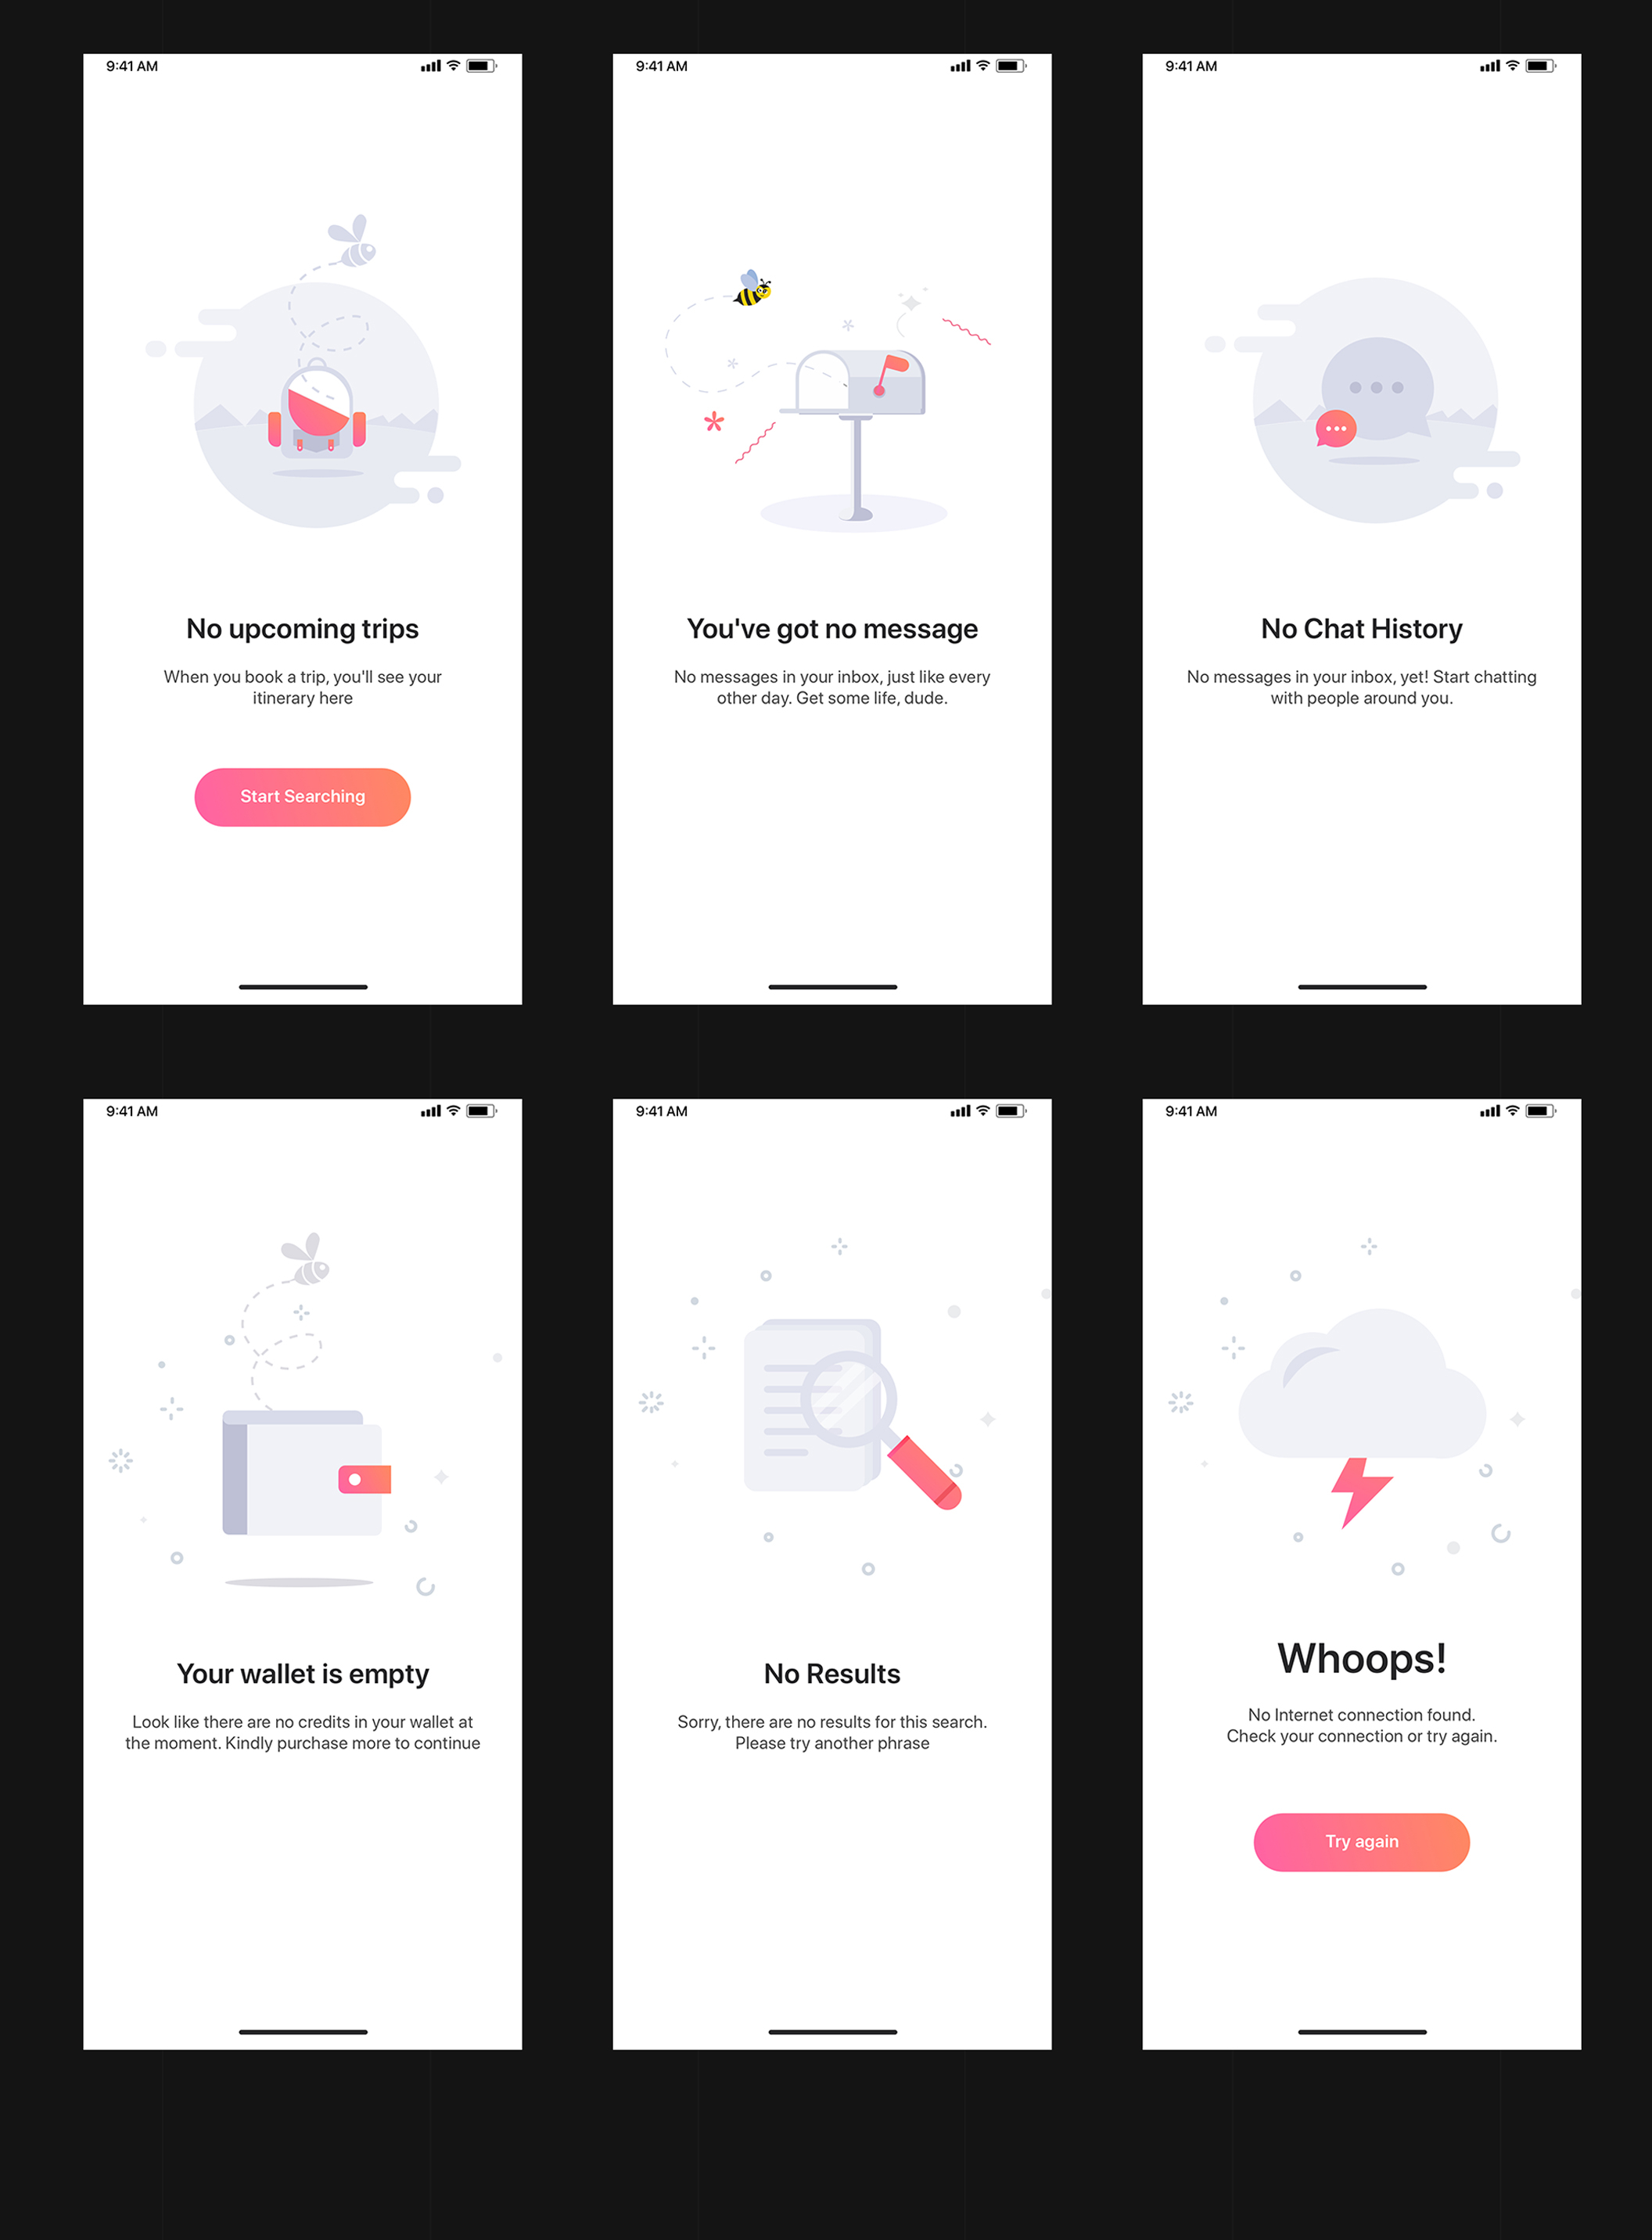 9:41 AM
No upcoming trips
When you book a trip, you'll see your
itinerary here
Start Searching
9:41 AM
You've got no message
No messages in your inbox, just like every
other day. Get some life, dude.
9:41 AM
No Chat History
No messages in your inbox, yet! Start chatting
with people around you.
9:41 AM
Your wallet is empty
Look like there are no credits in your wallet at
the moment. Kindly purchase more to continue
9:41 AM
No Results
Sorry, there are no results for this search.
Please try another phrase
9:41 AM
Whoops!
No Internet connection found.
Check your connection or try again.
Try again